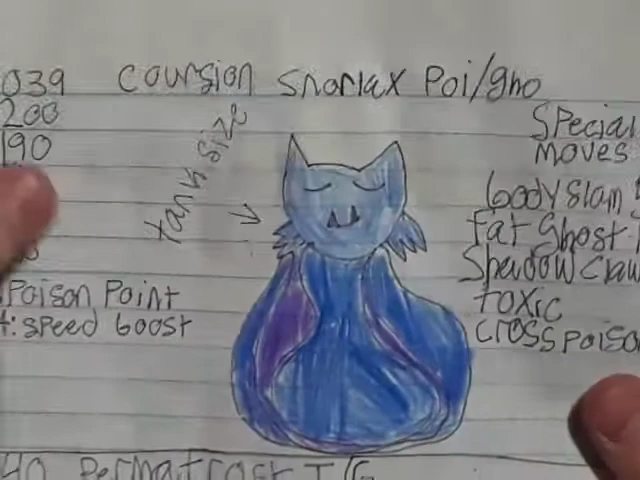 039 Coursion Snorlax Poi/gho
200
190
tank size
Special
moves
body slam
fat Ghost
Shadow Claw
toxic
cross poison
Poison Point
speed boost
40 Permafrost I/G